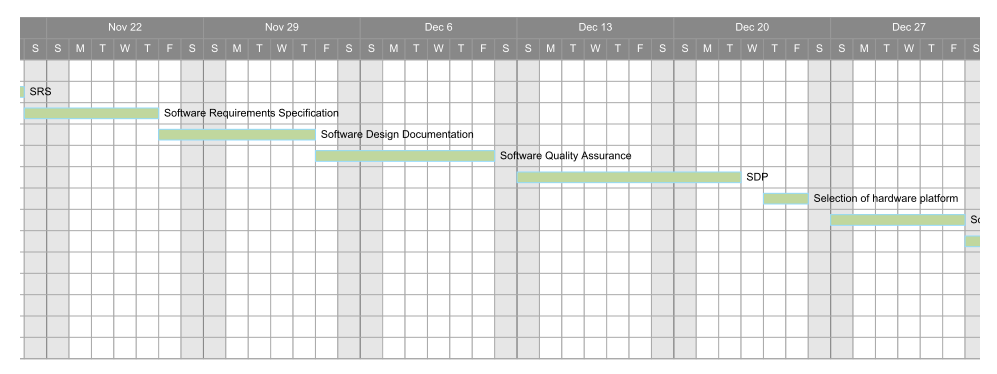 Nov 22 Nov 29 Dec 6 Dec 13 Dec 20 Dec 27
S S M T W T F S S M T W T F S S M T W T F S S M T W T F S S M T W T F S S M T W T F S
SRS
Software Requirements Specification
Software Design Documentation
Software Quality Assurance
SDP
Selection of hardware platform